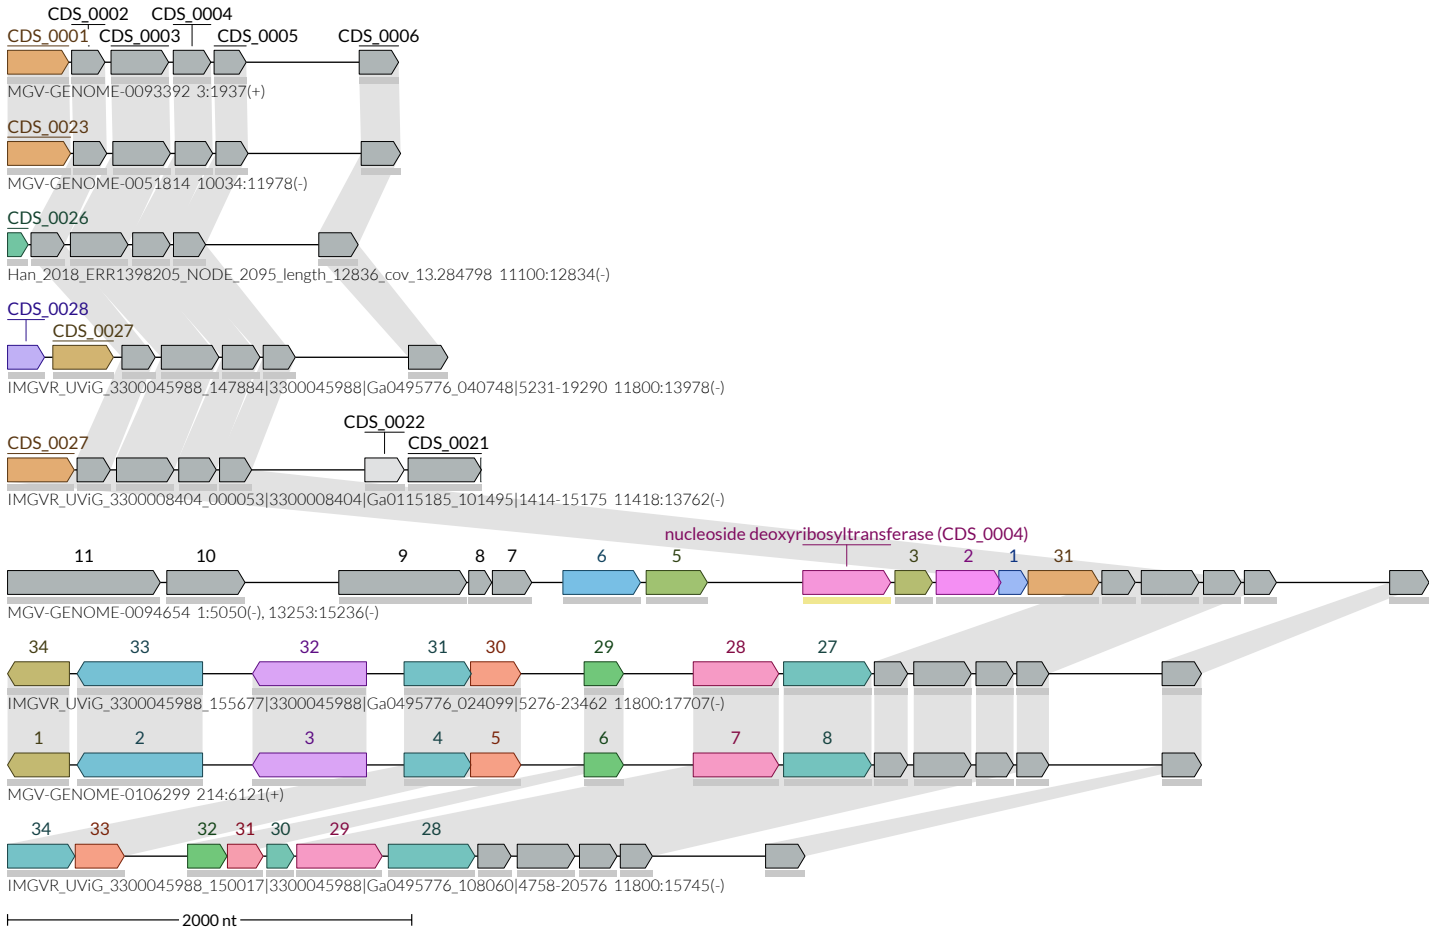 CDS_0002 CDS_0004
CDS_0001 CDS_0003 CDS_0005 CDS_0006
MGV-GENOME-0093392 3:1937(+)
CDS_0023
MGV-GENOME-0051814 10034:11978(-)
CDS_0026
Han_2018_ERR1398205_NODE_2095_length_12836_cov_13.284798 11100:12834(-)
CDS_0028
CDS_0027
IMGVR_UViG_3300045988_147884|3300045988|Ga0495776_040748|5231-19290 11800:13978(-)
CDS_0022
CDS_0027 CDS_0021
IMGVR_UViG_3300008404_000053|3300008404|Ga0115185_101495|1414-15175 11418:13762(-)
nucleoside deoxyribosyltransferase (CDS_0004)
11 10 9 8 7 6 5 3 2 1 31
MGV-GENOME-0094654 1:5050(-), 13253:15236(-)
34 33 32 31 30 29 28 27
IMGVR_UViG_3300045988_155677|3300045988|Ga0495776_024099|5276-23462 11800:17707(-)
1 2 3 4 5 6 7 8
MGV-GENOME-0106299 214:6121(+)
34 33 32 31 30 29 28
IMGVR_UViG_3300045988_150017|3300045988|Ga0495776_108060|4758-20576 11800:15745(-)
2000 nt